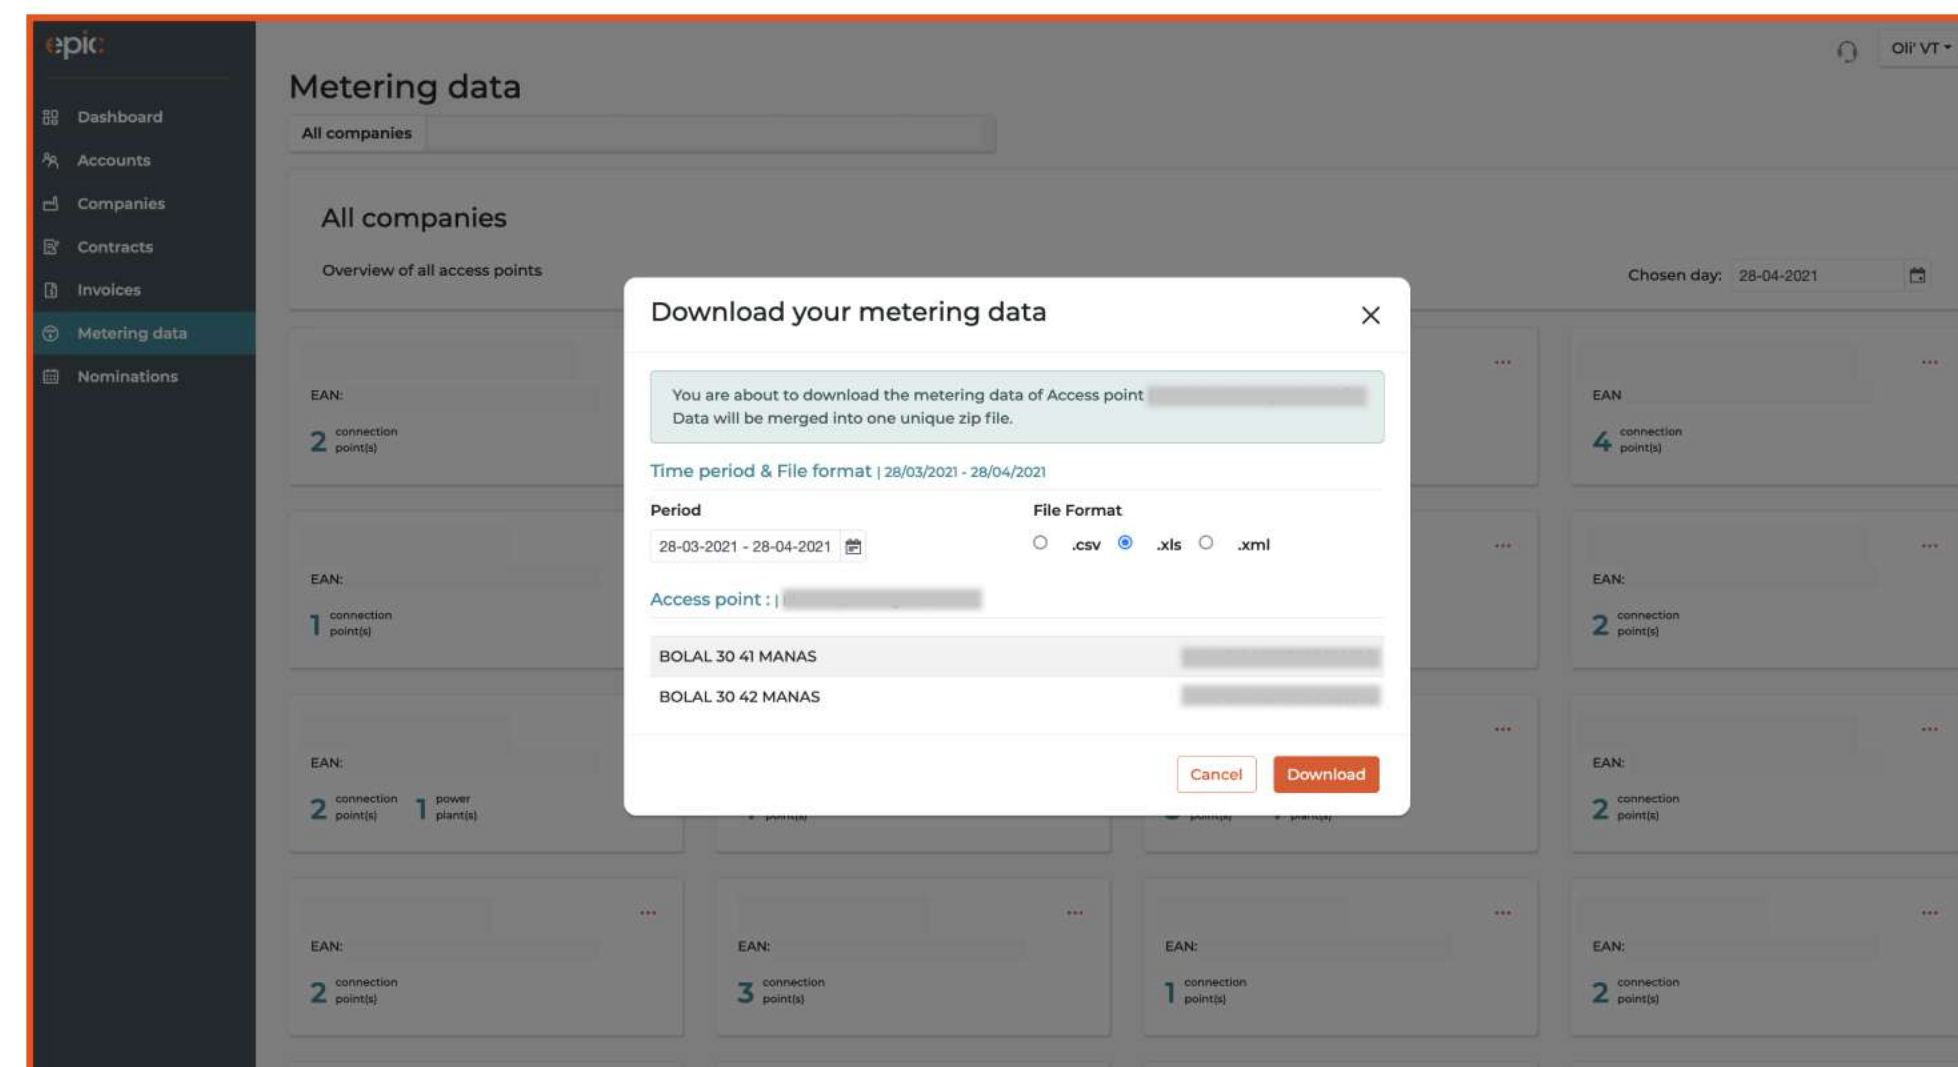 epic
Oli' VT
Metering data
Dashboard
All companies
Accounts
Companies
All companies
Contracts
Overview of all access points
Chosen day: 28-04-2021
Invoices
Download your metering data
Metering data
Nominations
You are about to download the metering data of Access point
Data will be merged into one unique zip file.
EAN:
2 connection
point(s)
EAN
4 connection
point(s)
Time period & File format | 28/03/2021 - 28/04/2021
Period
File Format
28-03-2021 - 28-04-2021
.csv
.xls
.xml
EAN:
1 connection
point(s)
EAN:
2 connection
point(s)
Access point : |
BOLAL 30 41 MANAS
BOLAL 30 42 MANAS
Cancel
Download
EAN:
2 connection
point(s)
1 power
plant(s)
point(s)
point(s)
plant(s)
EAN:
2 connection
point(s)
EAN:
2 connection
point(s)
EAN:
3 connection
point(s)
EAN:
1 connection
point(s)
EAN:
2 connection
point(s)